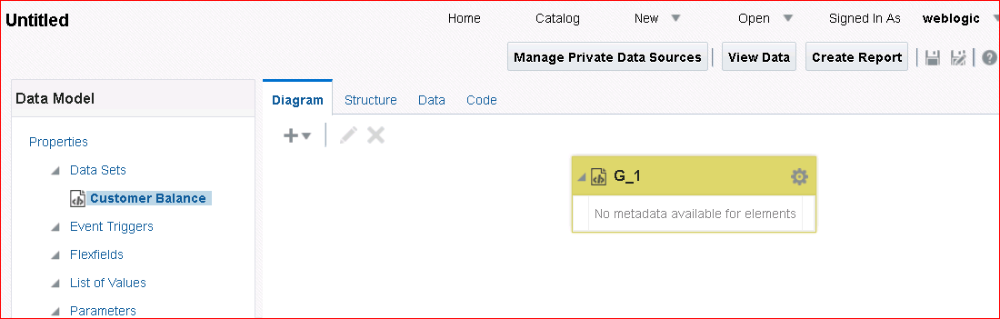 Untitled
Home Catalog New Open Signed In As weblogic
Manage Private Data Sources View Data Create Report
Data Model
Diagram Structure Data Code
Properties
Data Sets
Customer Balance
Event Triggers
Flexfields
List of Values
Parameters
G_1
No metadata available for elements